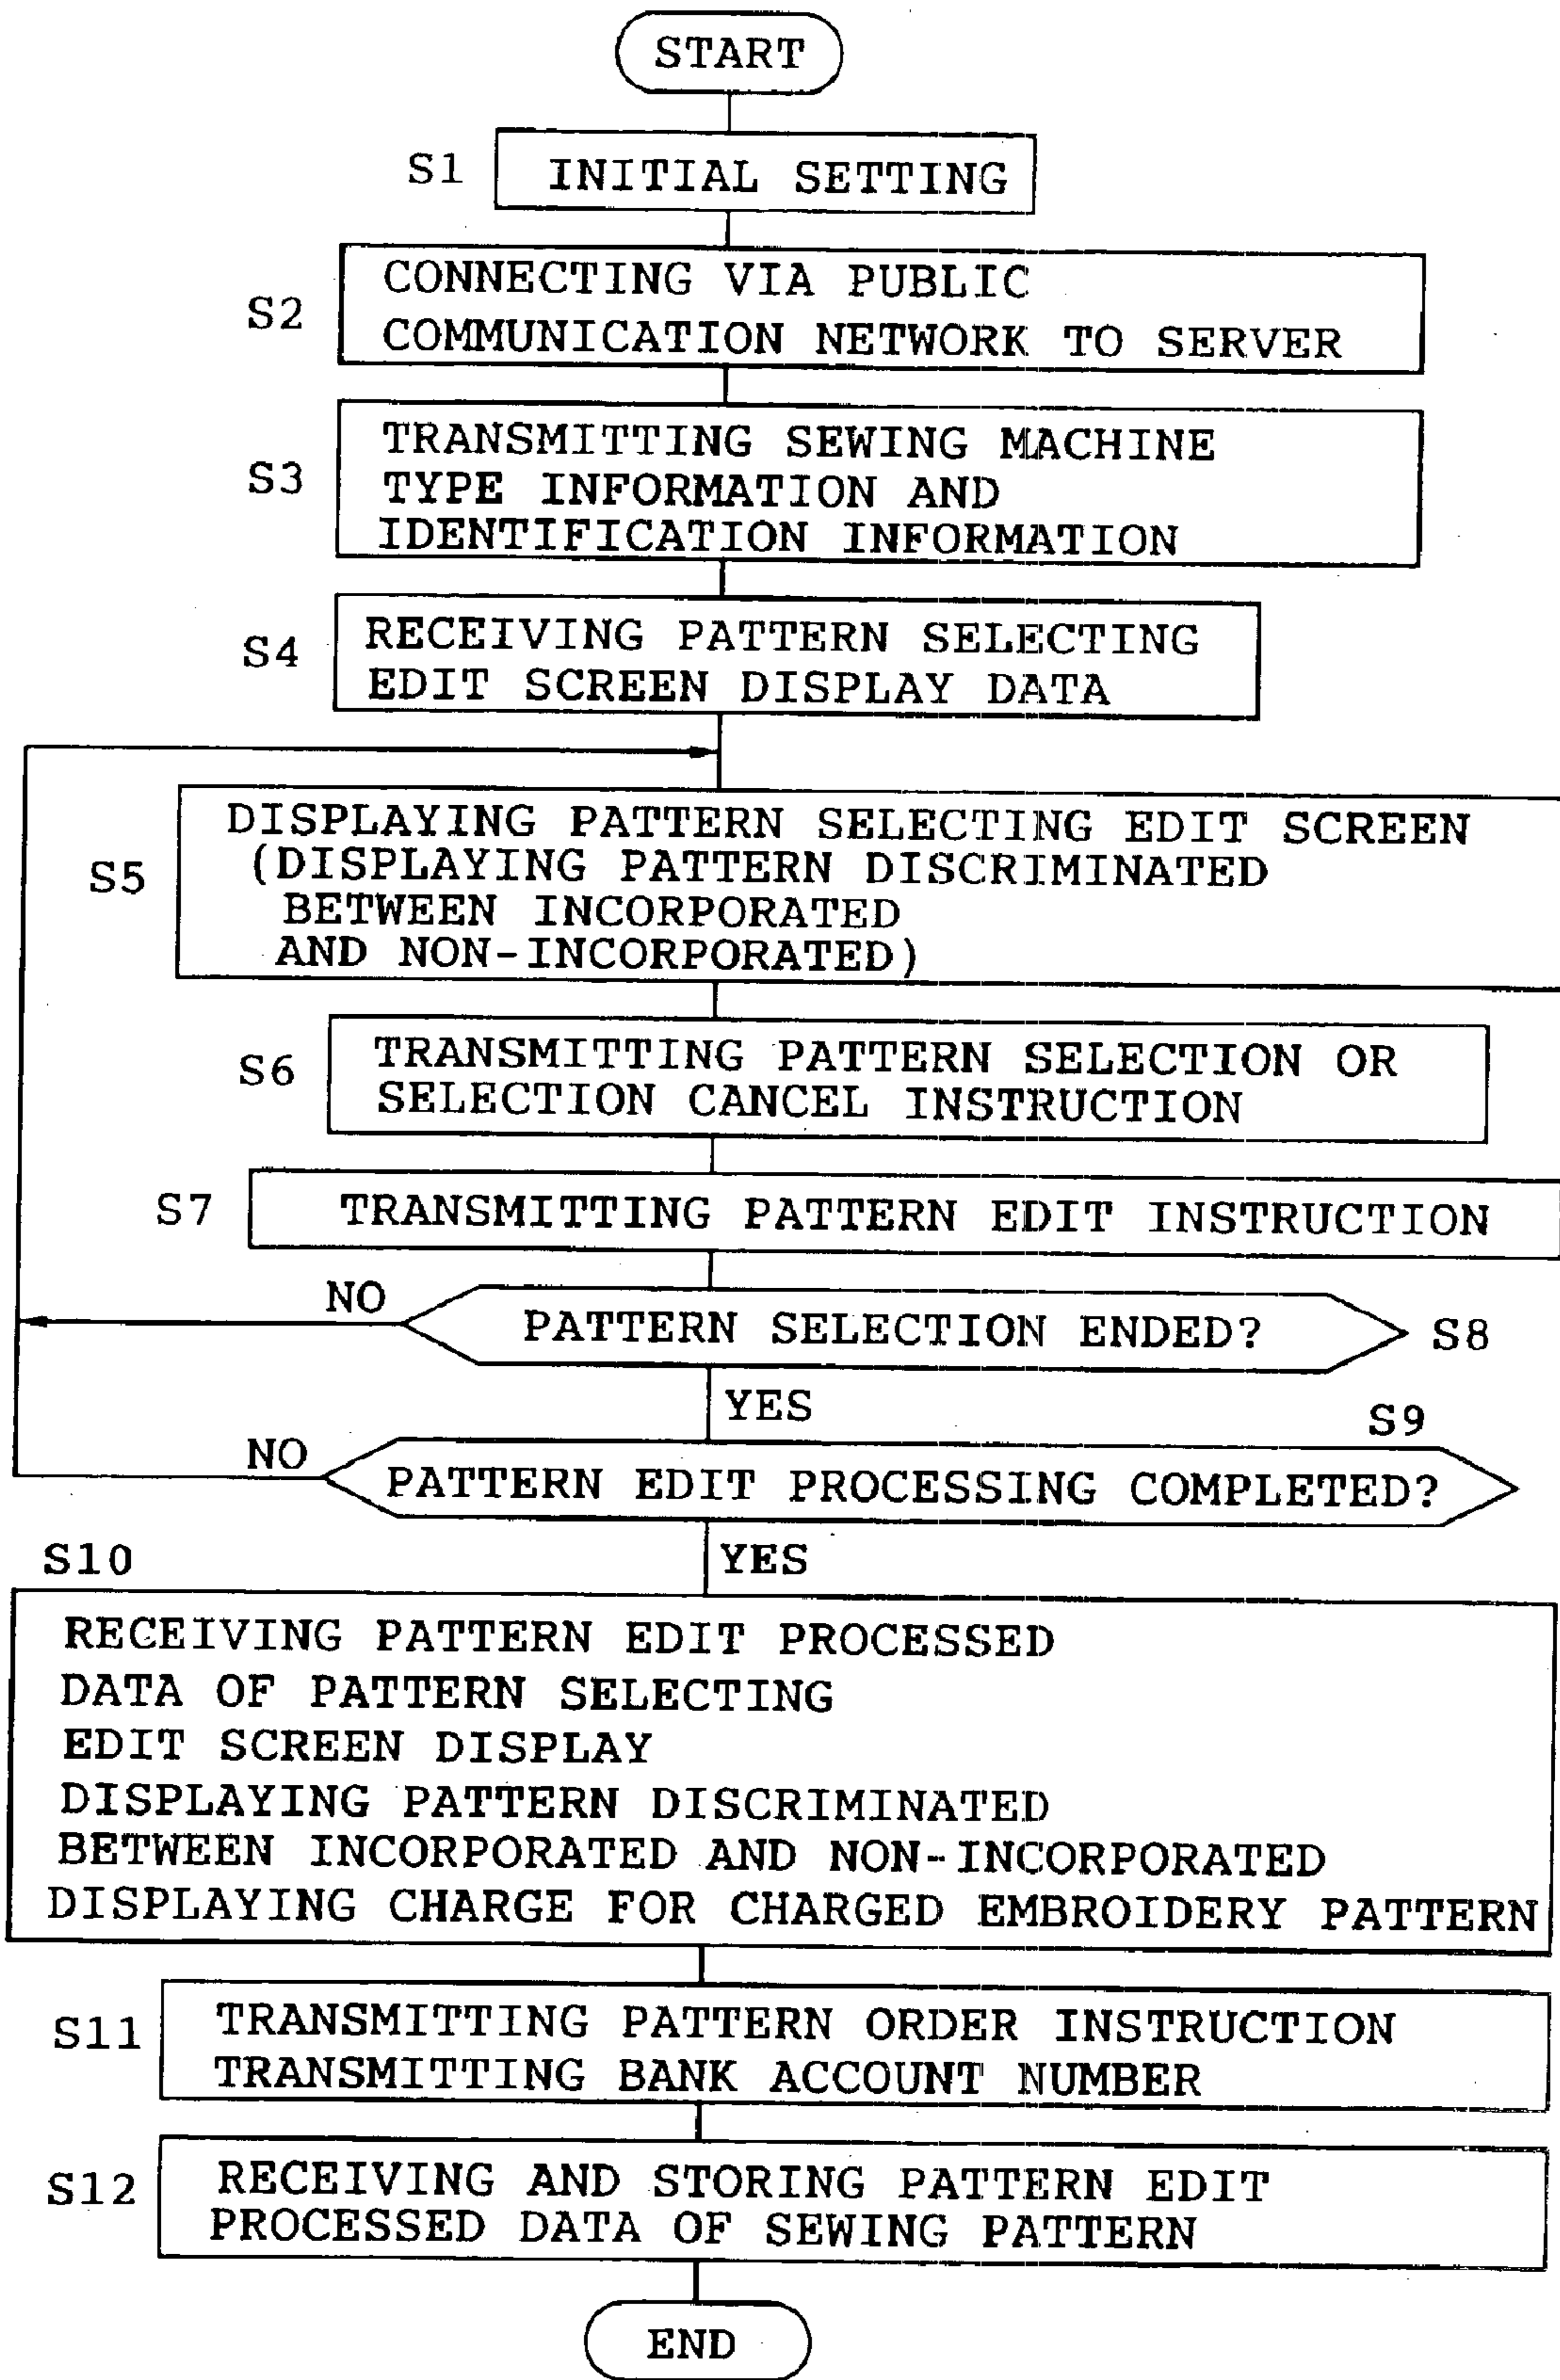 START
S1 INITIAL SETTING
S2
CONNECTING VIA PUBLIC
COMMUNICATION NETWORK TO SERVER
S3
TRANSMITTING SEWING MACHINE
TYPE INFORMATION AND
IDENTIFICATION INFORMATION
S4
RECEIVING PATTERN SELECTING
EDIT SCREEN DISPLAY DATA
S5
DISPLAYING PATTERN SELECTING EDIT SCREEN
(DISPLAYING PATTERN DISCRIMINATED
BETWEEN INCORPORATED
AND NON-INCORPORATED)
S6
TRANSMITTING PATTERN SELECTION OR
SELECTION CANCEL INSTRUCTION
S7 TRANSMITTING PATTERN EDIT INSTRUCTION
NO
PATTERN SELECTION ENDED? S8
YES
S9
NO
PATTERN EDIT PROCESSING COMPLETED?
YES
S10
RECEIVING PATTERN EDIT PROCESSED
DATA OF PATTERN SELECTING
EDIT SCREEN DISPLAY
DISPLAYING PATTERN DISCRIMINATED
BETWEEN INCORPORATED AND NON-INCORPORATED
DISPLAYING CHARGE FOR CHARGED EMBROIDERY PATTERN
S11
TRANSMITTING PATTERN ORDER INSTRUCTION
TRANSMITTING BANK ACCOUNT NUMBER
S12
RECEIVING AND STORING PATTERN EDIT
PROCESSED DATA OF SEWING PATTERN
END